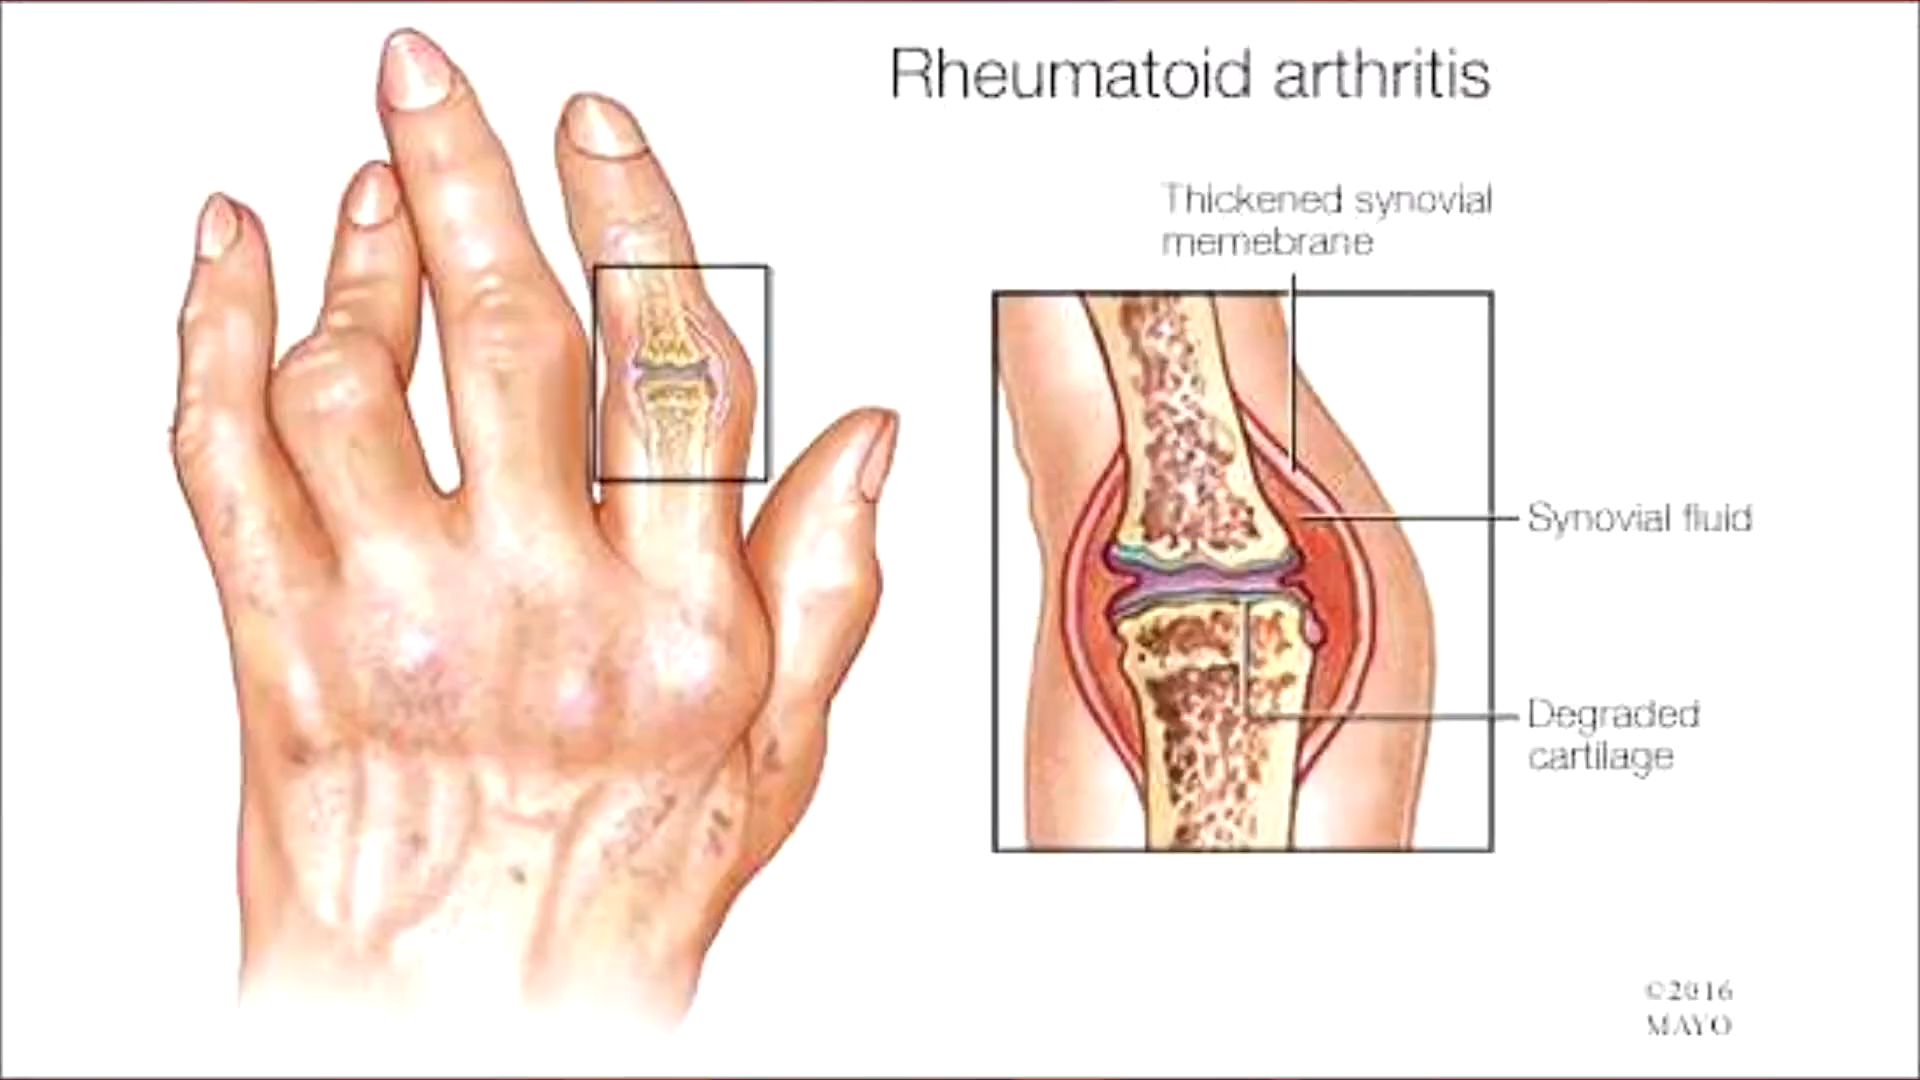 Rheumatoid arthritis
Thickened synovial
memebrane
Synovial fluid
Degraded
cartilage
©2016
MAYO